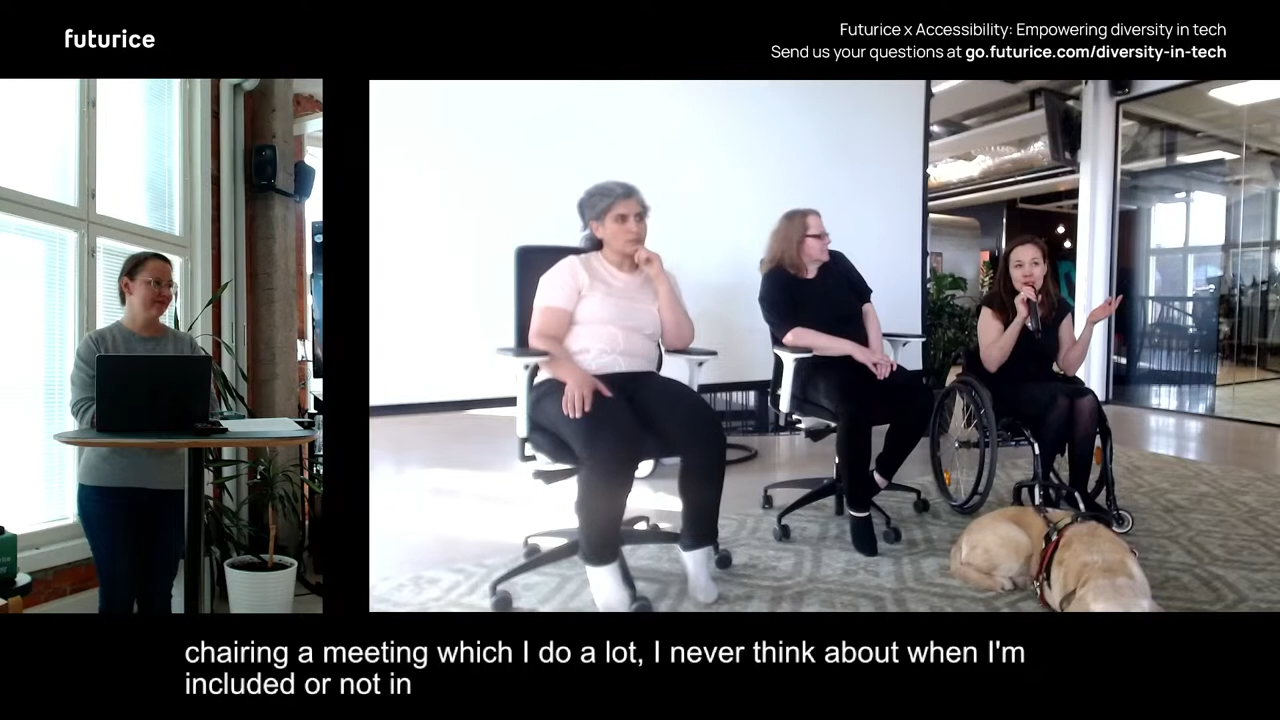 futurice
Futurice x Accessibility: Empowering diversity in tech
Send us your questions at go.futurice.com/diversity-in-tech
chairing a meeting which I do a lot, I never think about when I'm
included or not in